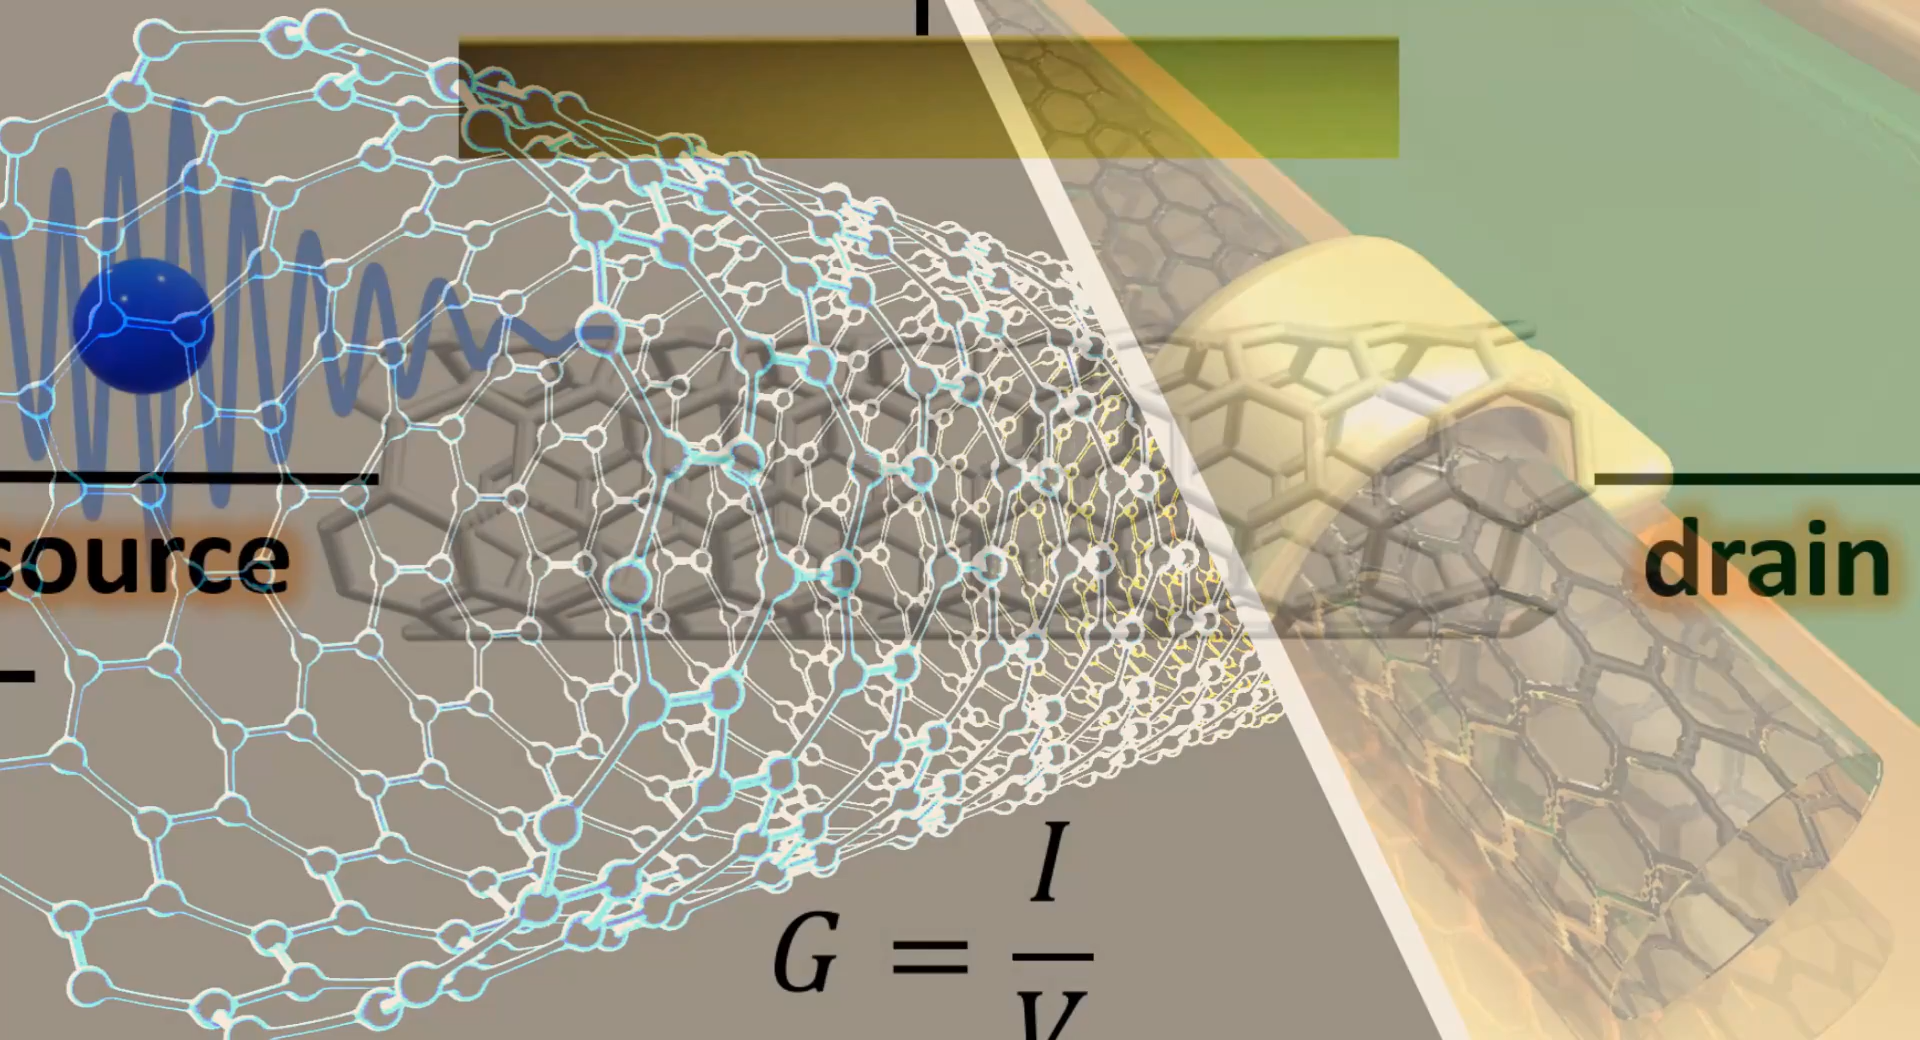 source
drain
G = I/V